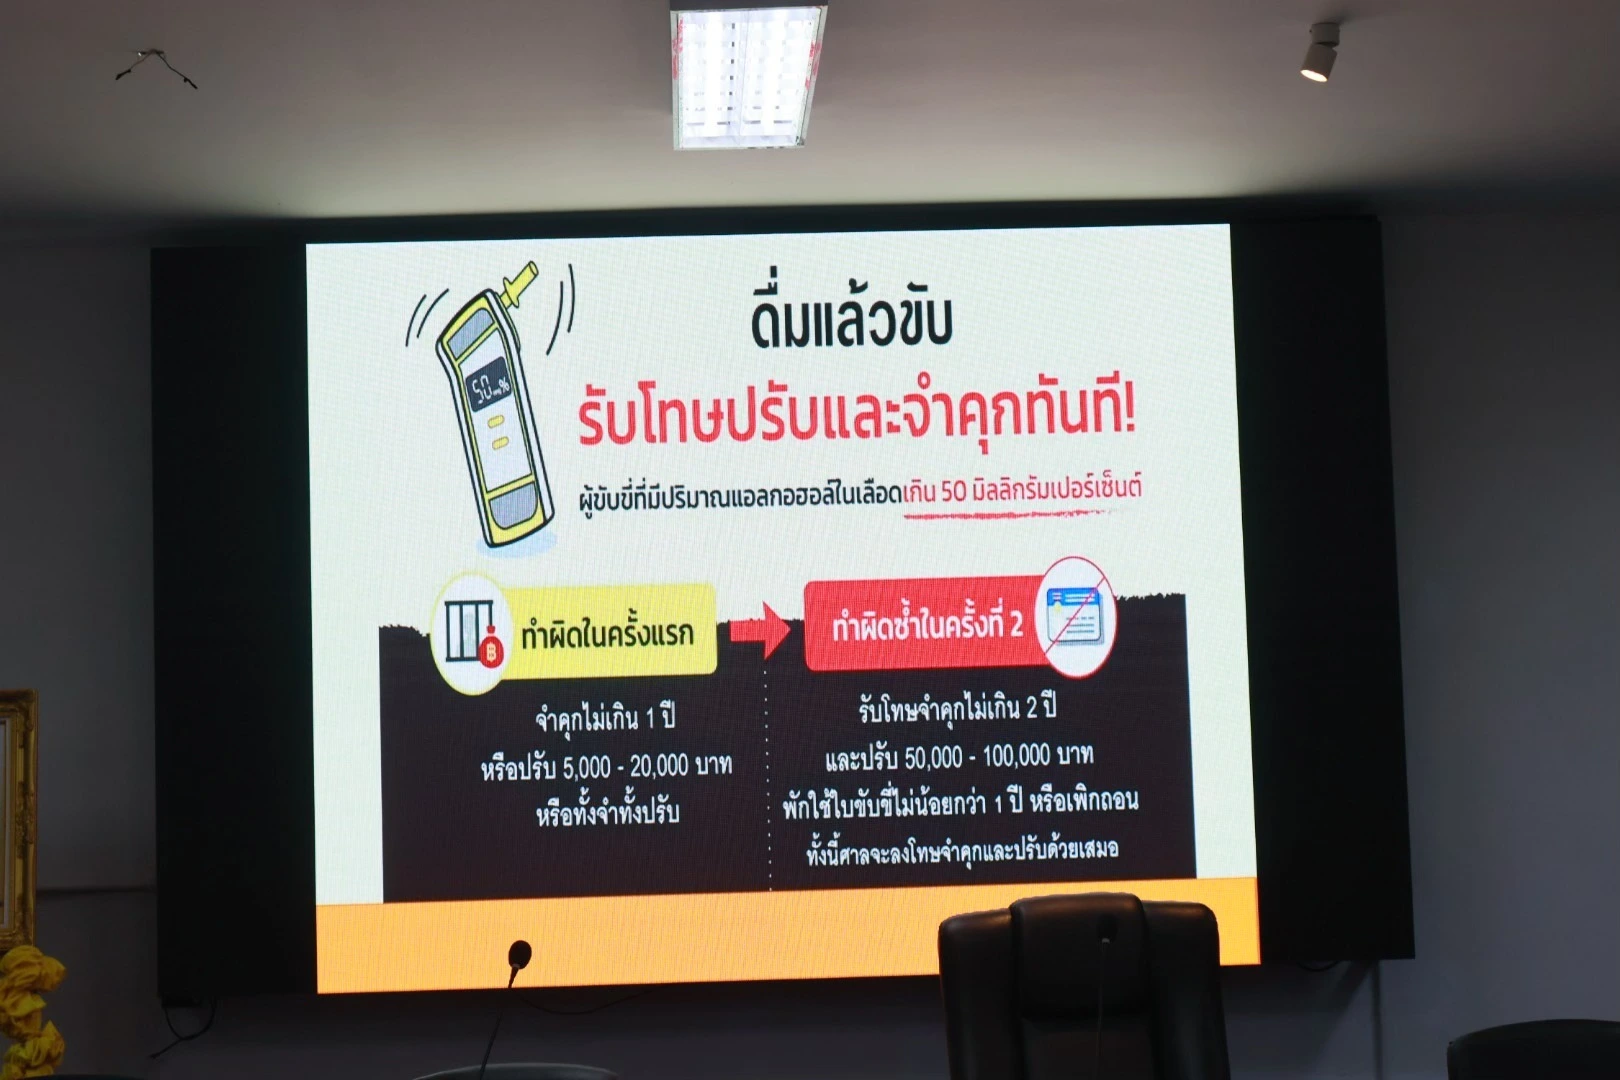 ดื่มแล้วขับ
รับโทษปรับและจำคุกทันที!
50 mg%
ผู้ขับขี่ที่มีปริมาณแอลกอฮอล์ในเลือดเกิน 50 มิลลิกรัมเปอร์เซ็นต์
ทำผิดในครั้งแรก
จำคุกไม่เกิน 1 ปี
หรือปรับ 5,000 - 20,000 บาท
หรือทั้งจำทั้งปรับ
ทำผิดซ้ำในครั้งที่ 2
รับโทษจำคุกไม่เกิน 2 ปี
และปรับ 50,000 - 100,000 บาท
พักใช้ใบขับขี่ไม่น้อยกว่า 1 ปี หรือเพิกถอน
ทั้งนี้ศาลจะลงโทษจำคุกและปรับด้วยเสมอ